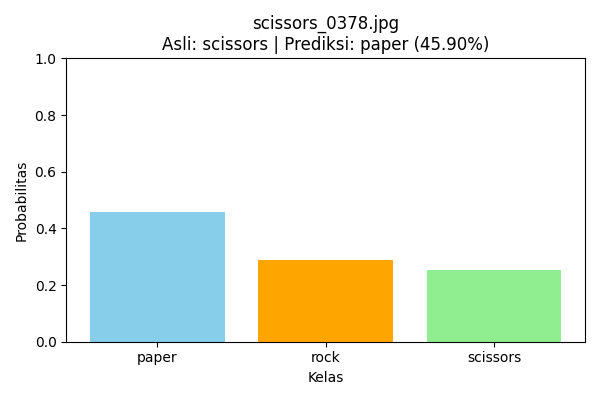 scissors_0378.jpg
Asli: scissors | Prediksi: paper (45.90%)
1.0
0.8
0.6
0.4
0.2
0.0
Probabilitas
paper rock scissors
Kelas